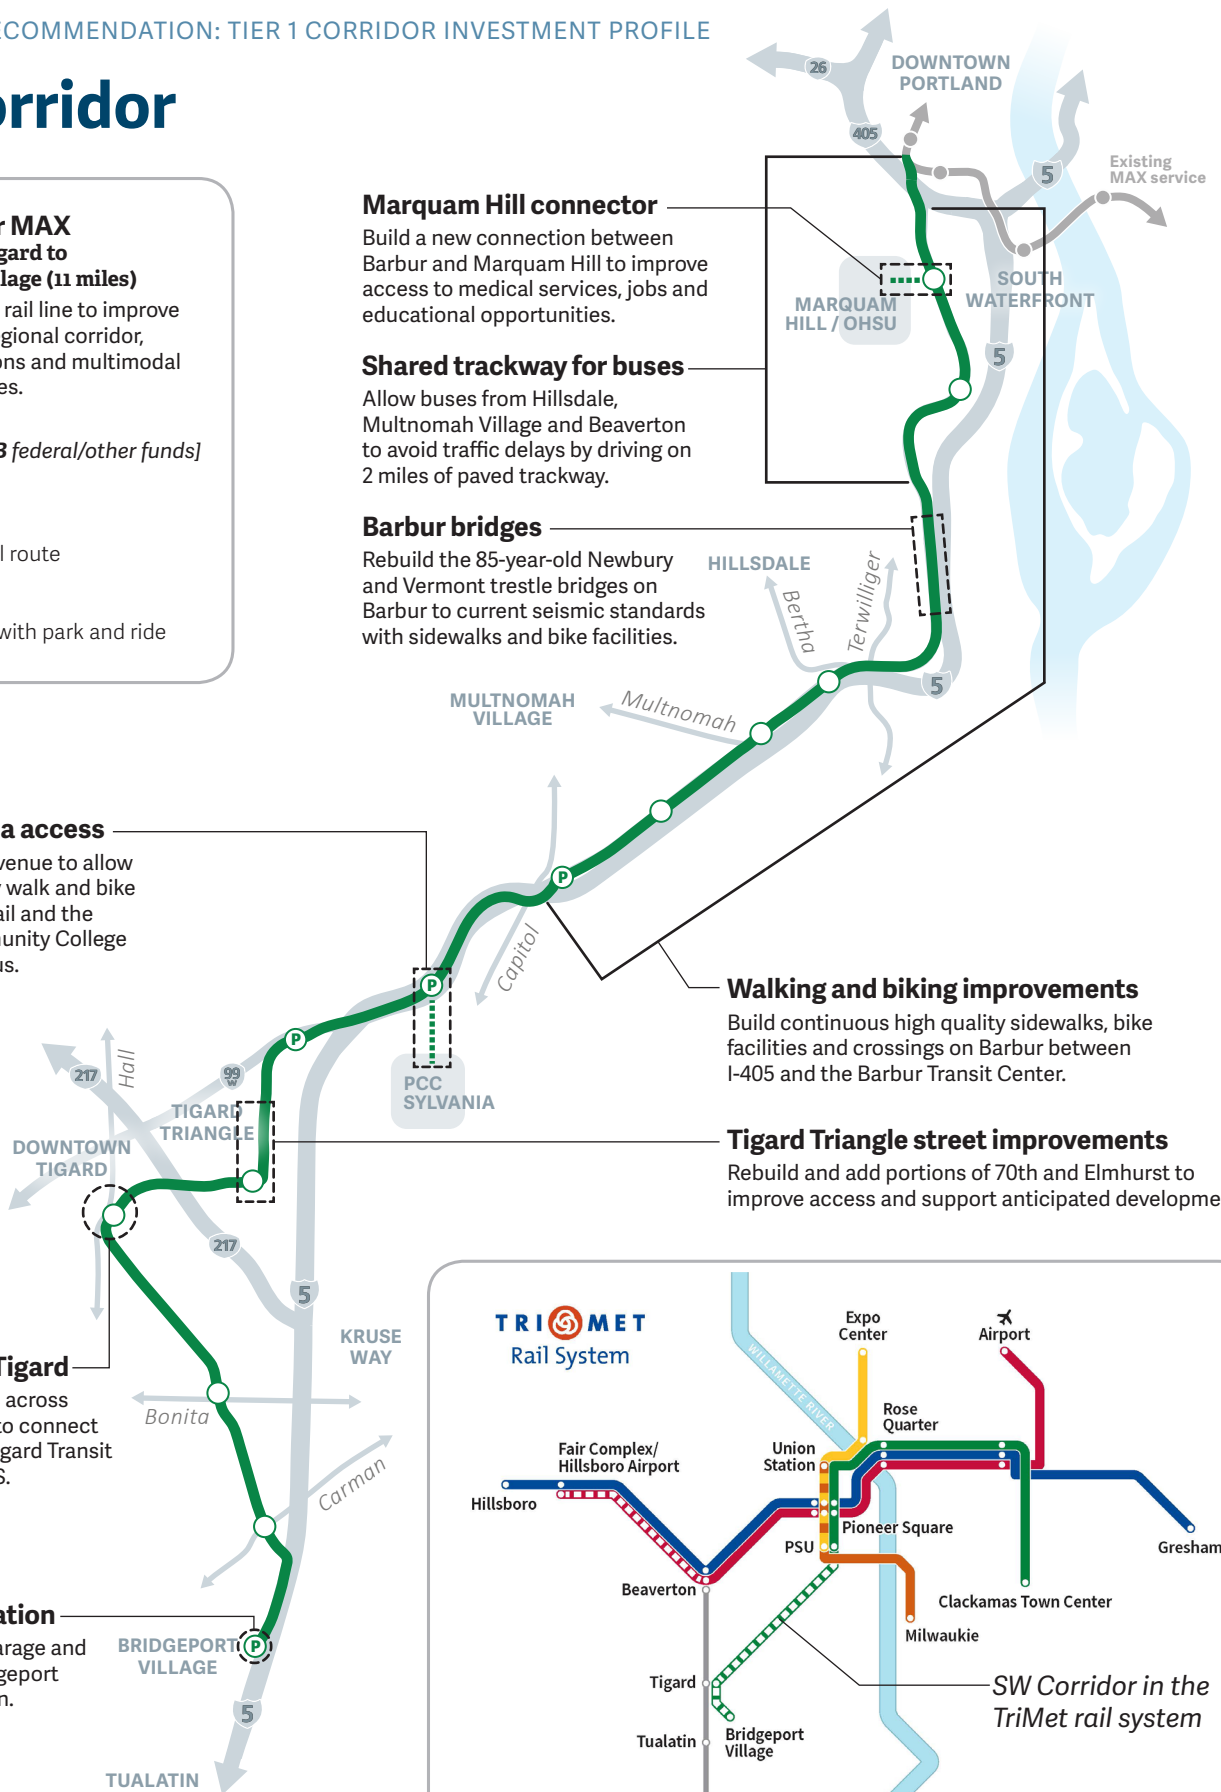 ECOMMENDATION: TIER 1 CORRIDOR INVESTMENT PROFILE
orridor
r MAX
gard to
lage (11 miles)
rail line to improve
egional corridor,
ons and multimodal
es.
B federal/other funds]
l route
with park and ride
26
DOWNTOWN
PORTLAND
405
5
Existing
MAX service
Marquam Hill connector
Build a new connection between
Barbur and Marquam Hill to improve
access to medical services, jobs and
educational opportunities.
MARQUAM
HILL / OHSU
SOUTH
WATERFRONT
5
Shared trackway for buses
Allow buses from Hillsdale,
Multnomah Village and Beaverton
to avoid traffic delays by driving on
2 miles of paved trackway.
Barbur bridges
Rebuild the 85-year-old Newbury
and Vermont trestle bridges on
Barbur to current seismic standards
with sidewalks and bike facilities.
HILLSDALE
Bertha
Terwilliger
5
MULTNOMAH
VILLAGE
Multnomah
a access
venue to allow
y walk and bike
ail and the
munity College
us.
P
Capitol
P
P
Walking and biking improvements
Build continuous high quality sidewalks, bike
facilities and crossings on Barbur between
I-405 and the Barbur Transit Center.
217
Hall
99
W
PCC
SYLVANIA
TIGARD
TRIANGLE
DOWNTOWN
TIGARD
Tigard Triangle street improvements
Rebuild and add portions of 70th and Elmhurst to
improve access and support anticipated developme
217
5
KRUSE
WAY
Tigard
across
to connect
igard Transit
S.
Bonita
Carman
ation
arage and
dgeport
n.
BRIDGEPORT
VILLAGE
P
5
TUALATIN
TRI MET
Rail System
WILLAMETTE RIVER
Expo
Center
Airport
Rose
Quarter
Union
Station
Fair Complex/
Hillsboro Airport
Hillsboro
Pioneer Square
PSU
Gresham
Beaverton
Clackamas Town Center
Milwaukie
Tigard
SW Corridor in the
TriMet rail system
Tualatin
Bridgeport
Village